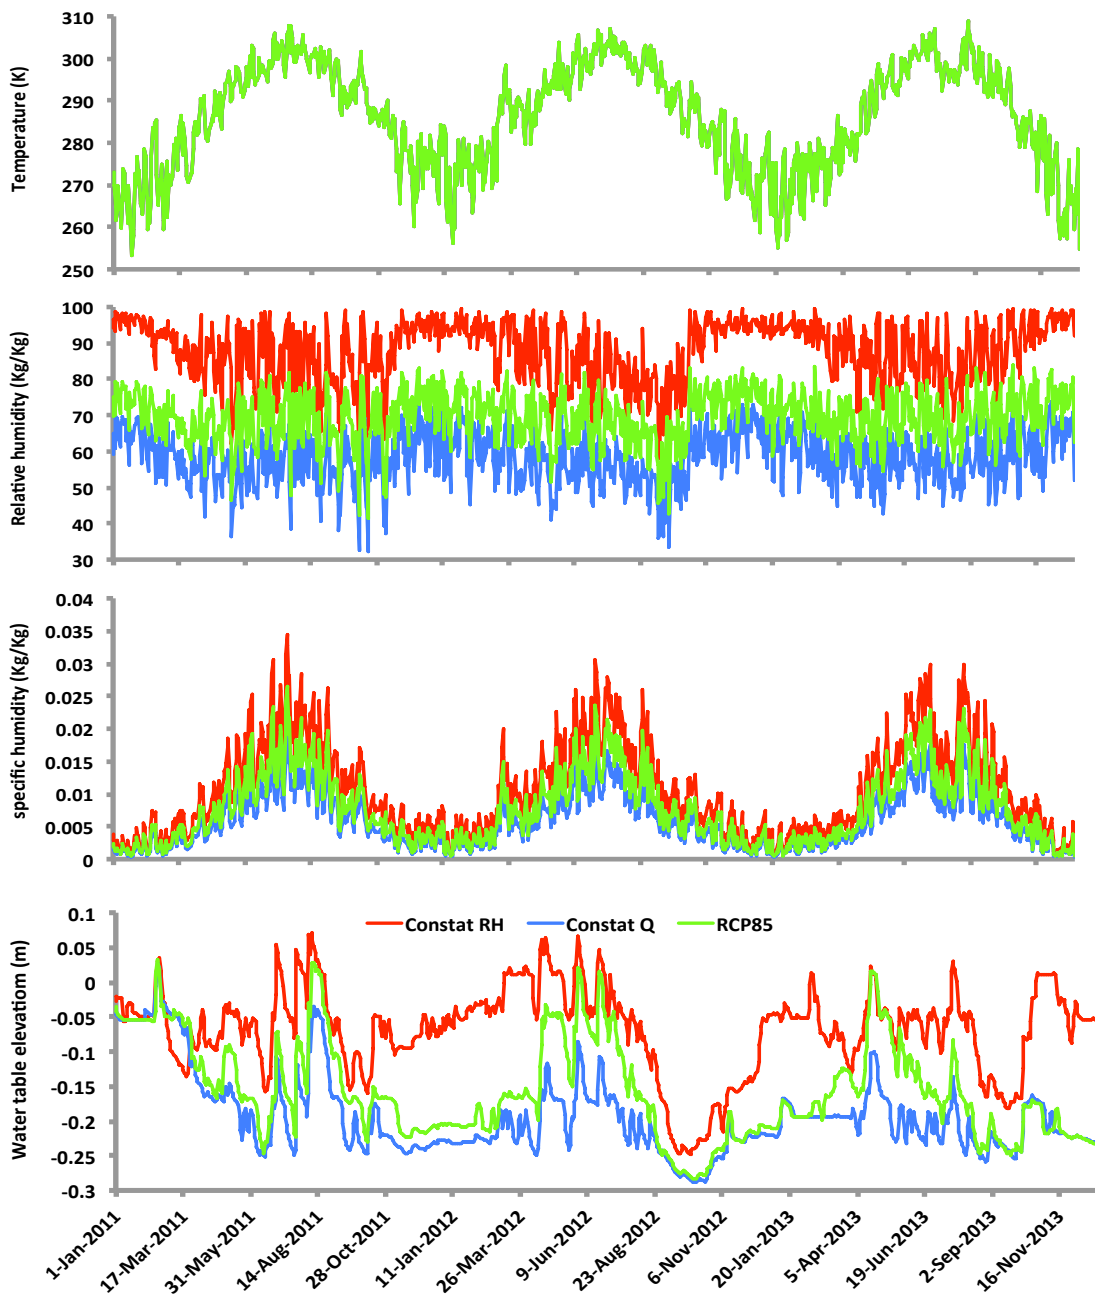 Temperature (K)
310
300
290
280
270
260
250
Relative humidity (Kg/Kg)
100
90
80
70
60
50
40
30
specific humidity (Kg/Kg)
0.04
0.035
0.03
0.025
0.02
0.015
0.01
0.005
0
Water table elevatiom (m)
Constat RH Constat Q RCP85
0.1
0.05
0
-0.05
-0.1
-0.15
-0.2
-0.25
-0.3
1-Jan-2011
17-Mar-2011
31-May-2011
14-Aug-2011
28-Oct-2011
11-Jan-2012
26-Mar-2012
9-Jun-2012
23-Aug-2012
6-Nov-2012
20-Jan-2013
5-Apr-2013
19-Jun-2013
2-Sep-2013
16-Nov-2013